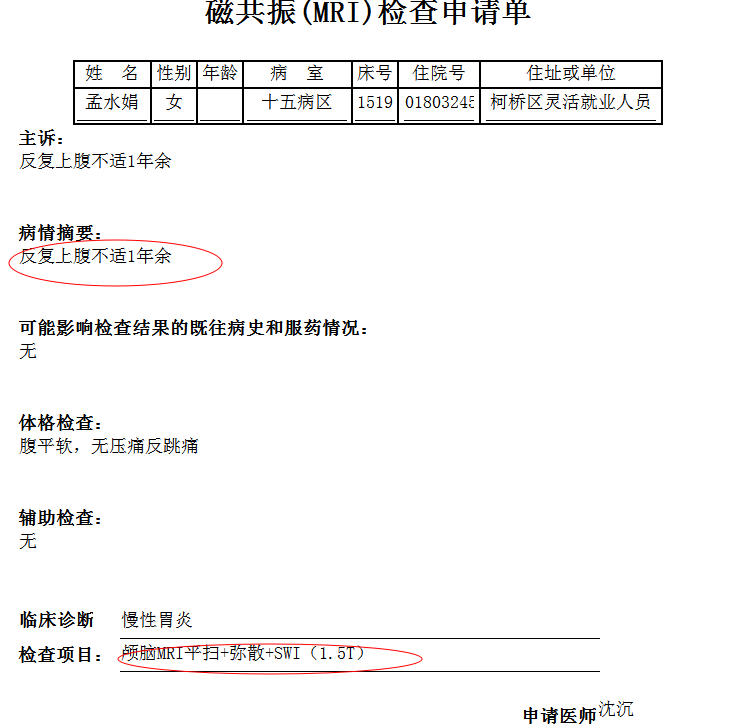 磁共振(MRI)检查申请单
姓 名 性别 年龄 病 室 床号 住院号 住址或单位
孟水娟 女 十五病区 1519 01803245 柯桥区灵活就业人员
主诉：
反复上腹不适1年余
病情摘要：
反复上腹不适1年余
可能影响检查结果的既往病史和服药情况：
无
体格检查：
腹平软，无压痛反跳痛
辅助检查：
无
临床诊断 慢性胃炎
检查项目： 颅脑MRI平扫+弥散+SWI（1.5T）
申请医师 沈沉